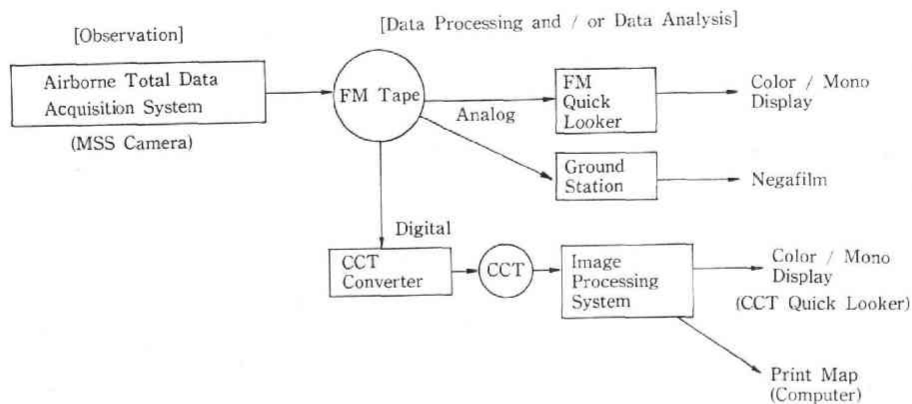 [Observation]
[Data Processing and / or Data Analysis]
Airborne Total Data
Acquisition System
(MSS Camera)
FM Tape
Analog
FM
Quick
Looker
Color / Mono
Display
Ground
Station
Negafilm
Digital
CCT
Converter
CCT
Image
Processing
System
Color / Mono
Display
(CCT Quick Looker)
Print Map
(Computer)